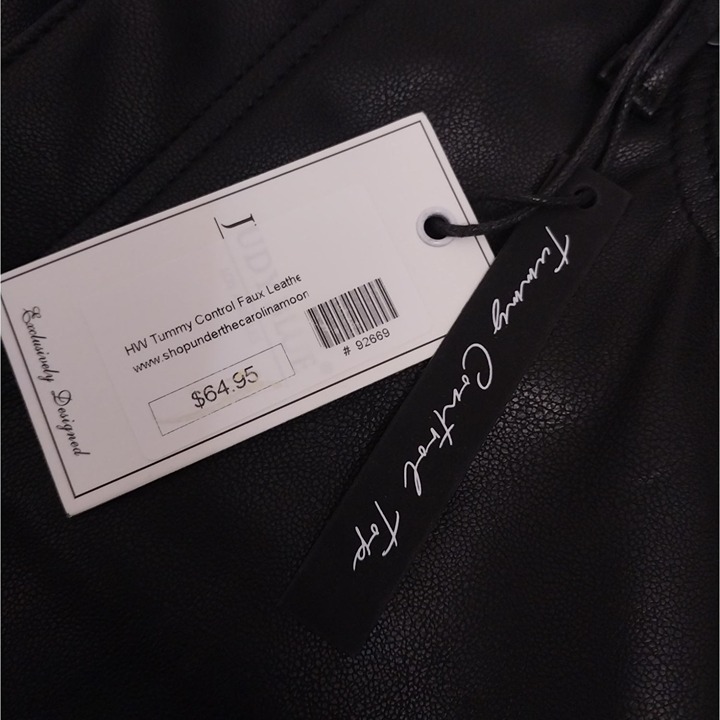 HW Tummy Control Faux Leathe
www.shopunderthecarolinamoon
# 92669
$64.95
Exclusively Designed
Tummy Control Top